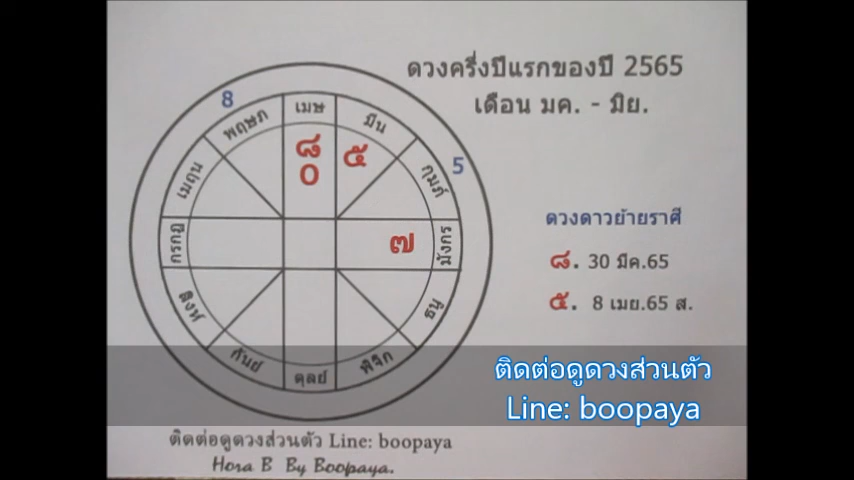 ดวงครึ่งปีแรกของปี 2565
เดือน มค. - มิย.
8
5
เมษ
มีน
กุมภ์
มังกร
ธนู
พิจิก
ตุลย์
กันย์
สิงห์
กรกฎ
เมถุน
พฤษภ
๘
๐
๕
๗
ดวงดาวย้ายราศี
๘. 30 มีค.65
๕. 8 เมย.65 ส.
ติดต่อดูดวงส่วนตัว
Line: boopaya
ติดต่อดูดวงส่วนตัว Line: boopaya
Hora B By Boopaya.